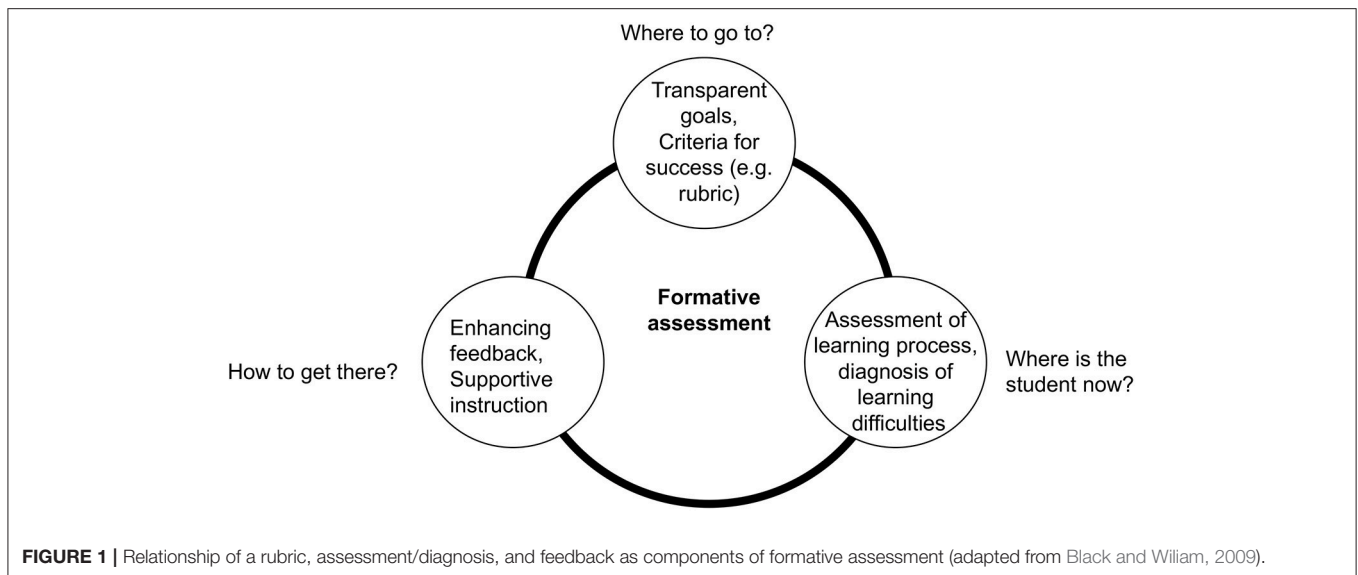 Where to go to?
Transparent
goals,
Criteria for
success (e.g.
rubric)
Formative
assessment
Enhancing
feedback,
Supportive
instruction
How to get there?
Assessment of
learning process,
diagnosis of
learning
difficulties
Where is the
student now?
FIGURE 1 | Relationship of a rubric, assessment/diagnosis, and feedback as components of formative assessment (adapted from Black and Wiliam, 2009).